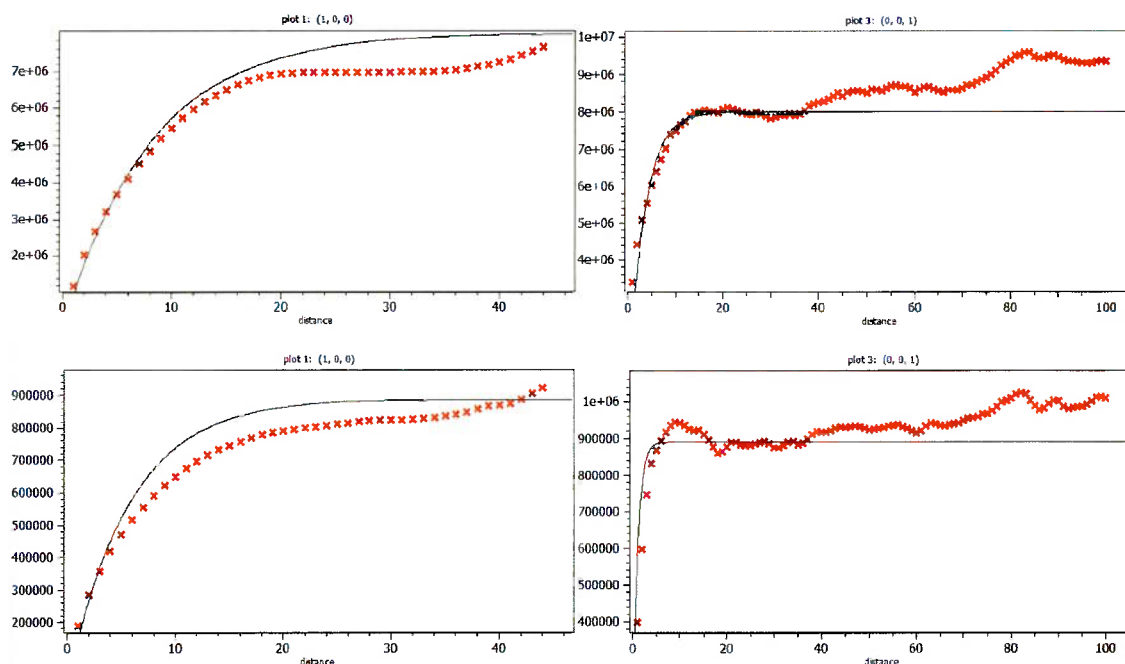 plot 1: (1, 0, 0)
7e+06
6e+06
5e+06
4e+06
3e+06
2e+06
0 10 20 30 40
distance
plot 3: (0, 0, 1)
1e+07
9e+06
8e+06
7e+06
6e+06
5e+06
4e+06
0 20 40 60 80 100
distance
plot 1: (1, 0, 0)
900000
800000
700000
600000
500000
400000
300000
200000
0 10 20 30 40
distance
plot 3: (0, 0, 1)
1e+06
900000
800000
700000
600000
500000
400000
0 20 40 60 80 100
distance